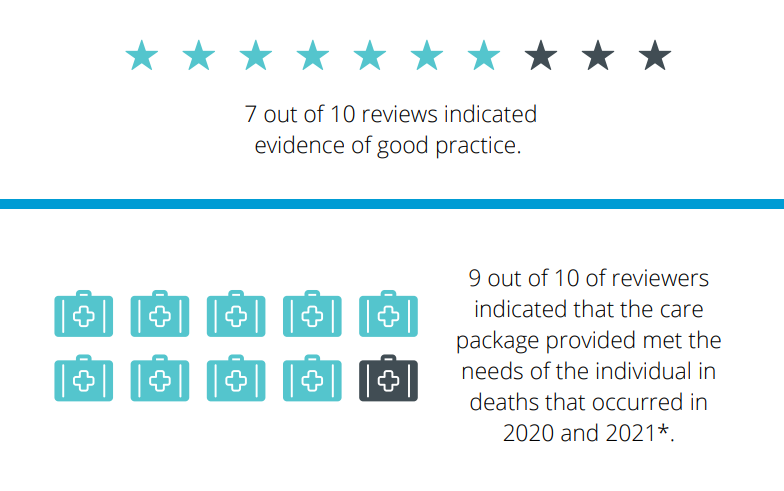 7 out of 10 reviews indicated
evidence of good practice.
9 out of 10 of reviewers
indicated that the care
package provided met the
needs of the individual in
deaths that occurred in
2020 and 2021*.